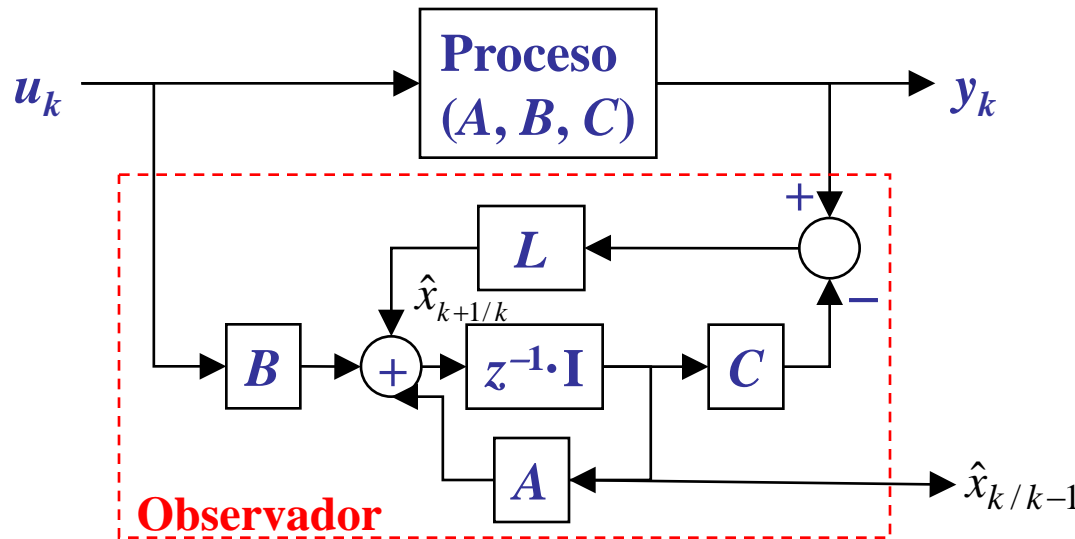 Proceso
(A, B, C)
u_k
y_k
+
L
−
x̂_{k+1/k}
B
+
z⁻¹·I
C
A
x̂_{k/k−1}
Observador